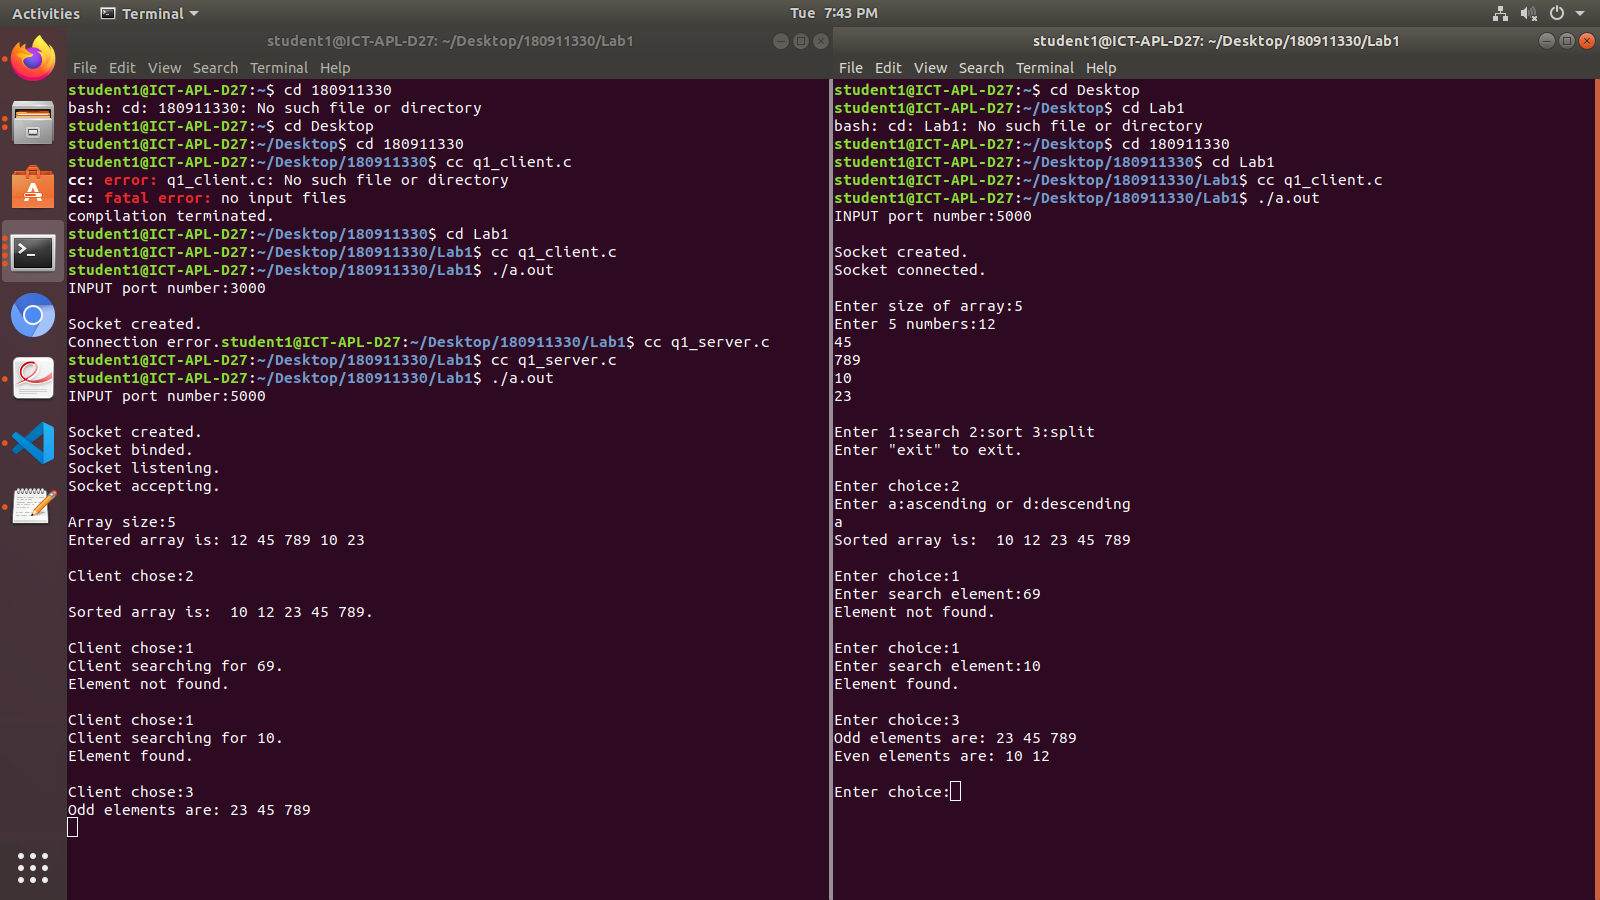 Activities Terminal Tue 7:43 PM
student1@ICT-APL-D27: ~/Desktop/180911330/Lab1
File Edit View Search Terminal Help
student1@ICT-APL-D27:~$ cd 180911330
bash: cd: 180911330: No such file or directory
student1@ICT-APL-D27:~$ cd Desktop
student1@ICT-APL-D27:~/Desktop$ cd 180911330
student1@ICT-APL-D27:~/Desktop/180911330$ cc q1_client.c
cc: error: q1_client.c: No such file or directory
cc: fatal error: no input files
compilation terminated.
student1@ICT-APL-D27:~/Desktop/180911330$ cd Lab1
student1@ICT-APL-D27:~/Desktop/180911330/Lab1$ cc q1_client.c
student1@ICT-APL-D27:~/Desktop/180911330/Lab1$ ./a.out
INPUT port number:3000
Socket created.
Connection error.student1@ICT-APL-D27:~/Desktop/180911330/Lab1$ cc q1_server.c
student1@ICT-APL-D27:~/Desktop/180911330/Lab1$ cc q1_server.c
student1@ICT-APL-D27:~/Desktop/180911330/Lab1$ ./a.out
INPUT port number:5000
Socket created.
Socket binded.
Socket listening.
Socket accepting.
Array size:5
Entered array is: 12 45 789 10 23
Client chose:2
Sorted array is:  10 12 23 45 789.
Client chose:1
Client searching for 69.
Element not found.
Client chose:1
Client searching for 10.
Element found.
Client chose:3
Odd elements are: 23 45 789
student1@ICT-APL-D27: ~/Desktop/180911330/Lab1
File Edit View Search Terminal Help
student1@ICT-APL-D27:~$ cd Desktop
student1@ICT-APL-D27:~/Desktop$ cd Lab1
bash: cd: Lab1: No such file or directory
student1@ICT-APL-D27:~/Desktop$ cd 180911330
student1@ICT-APL-D27:~/Desktop/180911330$ cd Lab1
student1@ICT-APL-D27:~/Desktop/180911330/Lab1$ cc q1_client.c
student1@ICT-APL-D27:~/Desktop/180911330/Lab1$ ./a.out
INPUT port number:5000
Socket created.
Socket connected.
Enter size of array:5
Enter 5 numbers:12
45
789
10
23
Enter 1:search 2:sort 3:split
Enter "exit" to exit.
Enter choice:2
Enter a:ascending or d:descending
a
Sorted array is:  10 12 23 45 789
Enter choice:1
Enter search element:69
Element not found.
Enter choice:1
Enter search element:10
Element found.
Enter choice:3
Odd elements are: 23 45 789
Even elements are: 10 12
Enter choice: